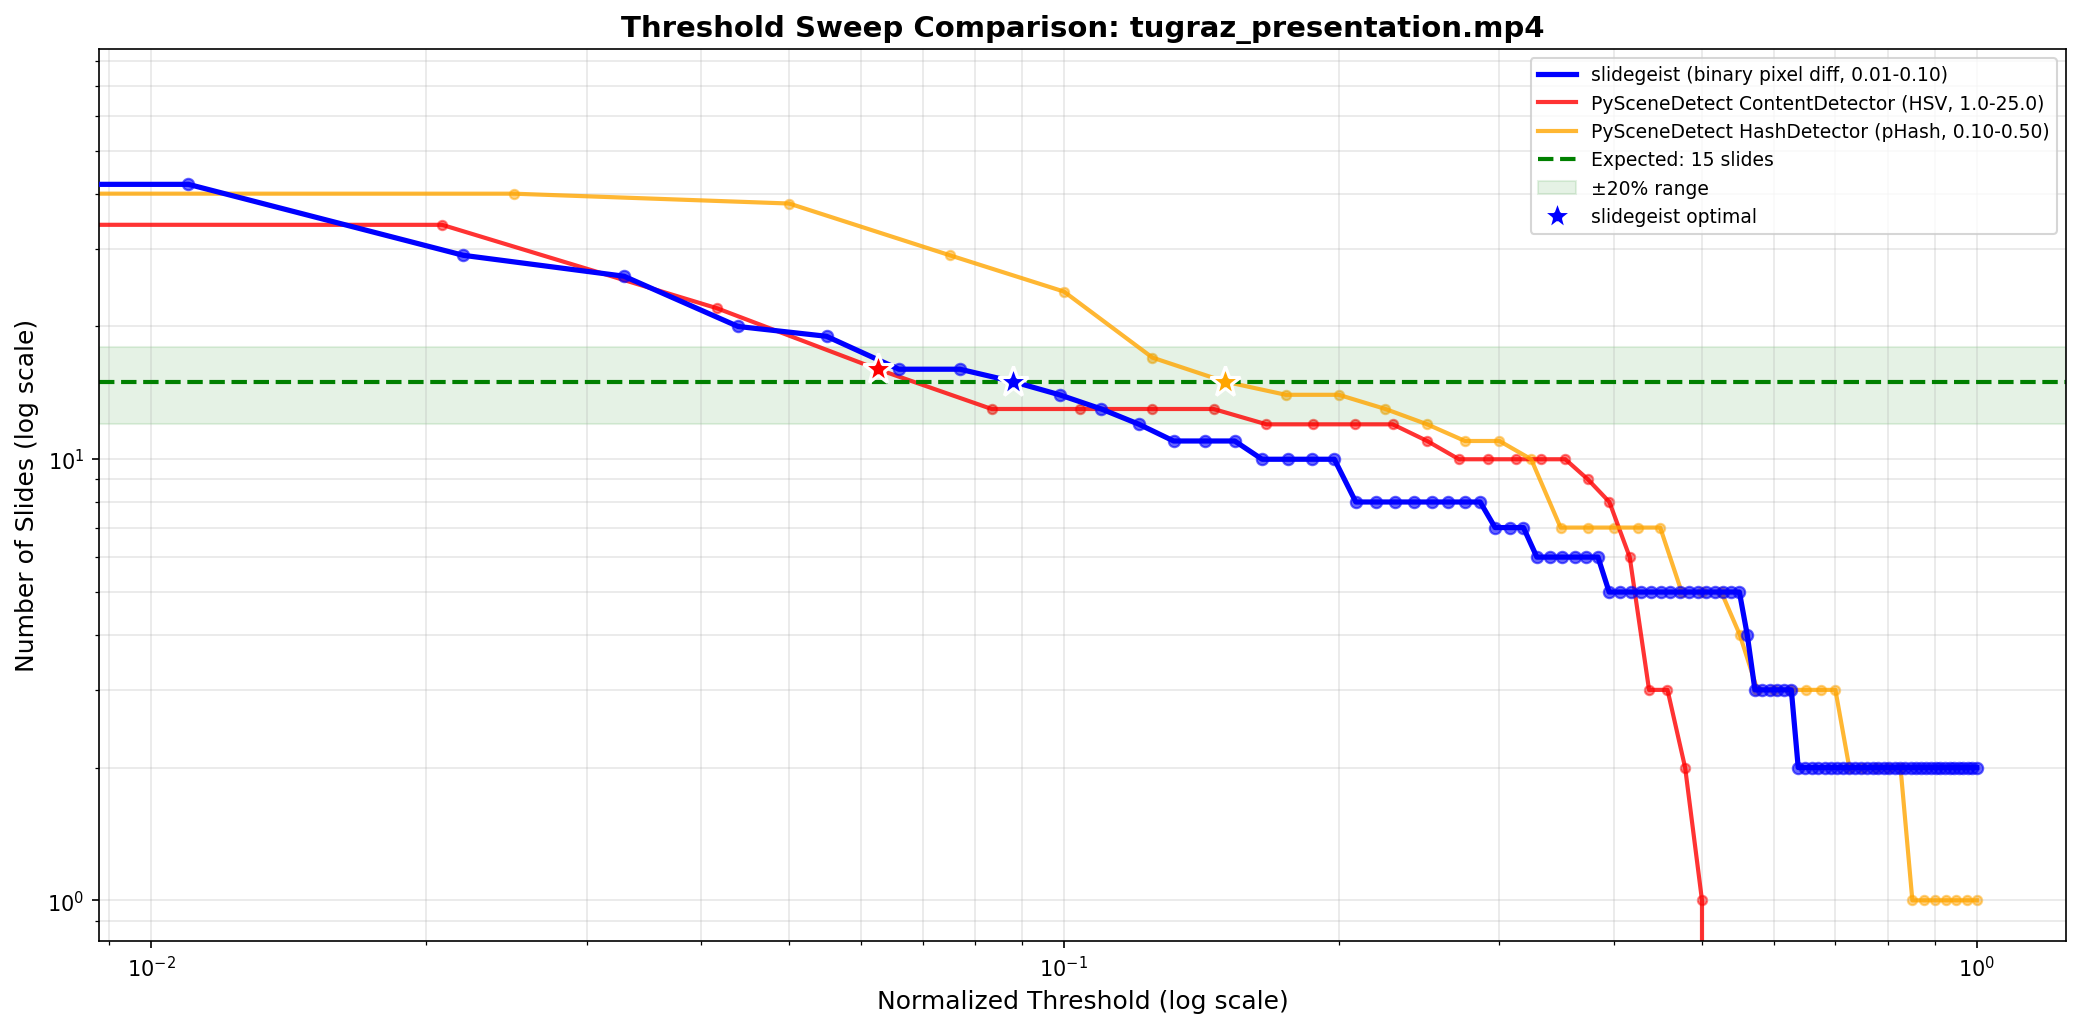 Threshold Sweep Comparison: tugraz_presentation.mp4
slidegeist (binary pixel diff, 0.01-0.10)
PySceneDetect ContentDetector (HSV, 1.0-25.0)
PySceneDetect HashDetector (pHash, 0.10-0.50)
Expected: 15 slides
±20% range
slidegeist optimal
Number of Slides (log scale)
10¹
10⁰
10⁻² 10⁻¹ 10⁰
Normalized Threshold (log scale)